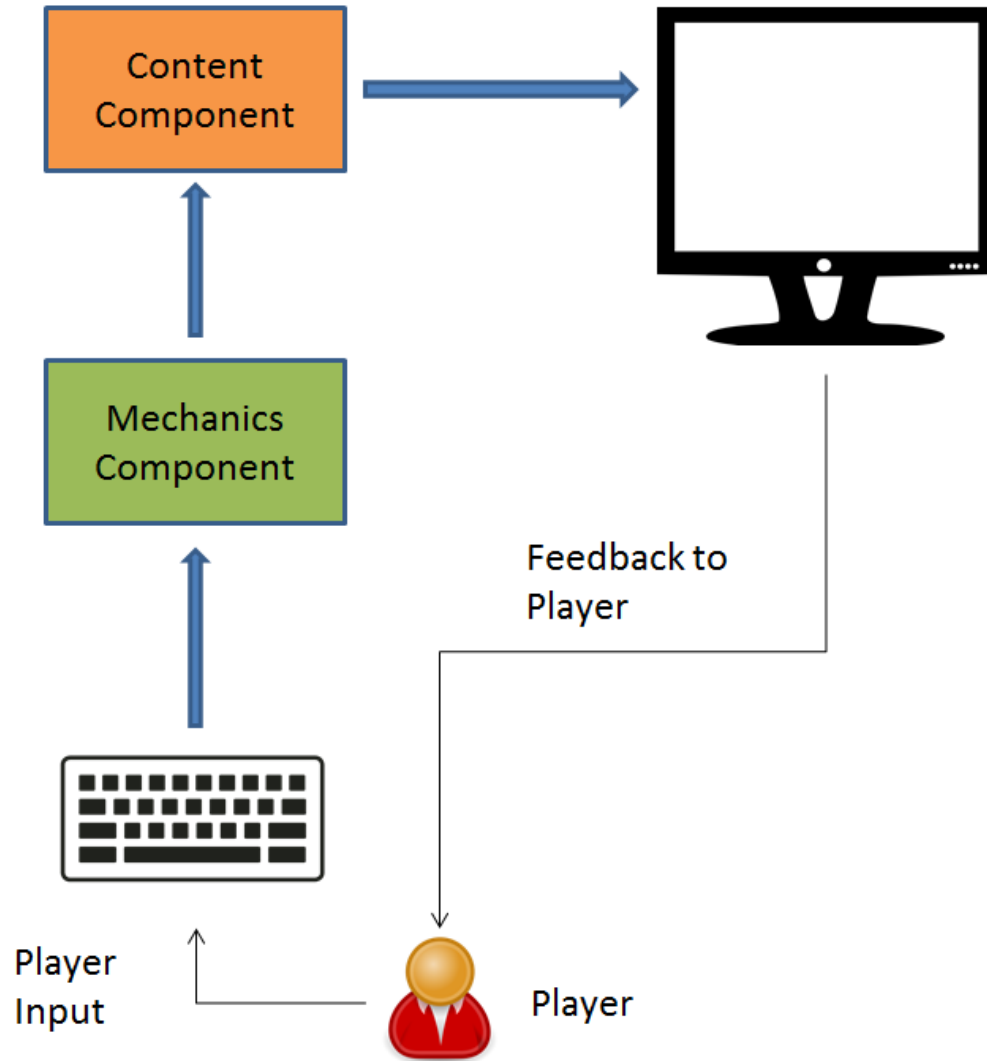 Content
Component
Mechanics
Component
Feedback to
Player
Player
Input
Player